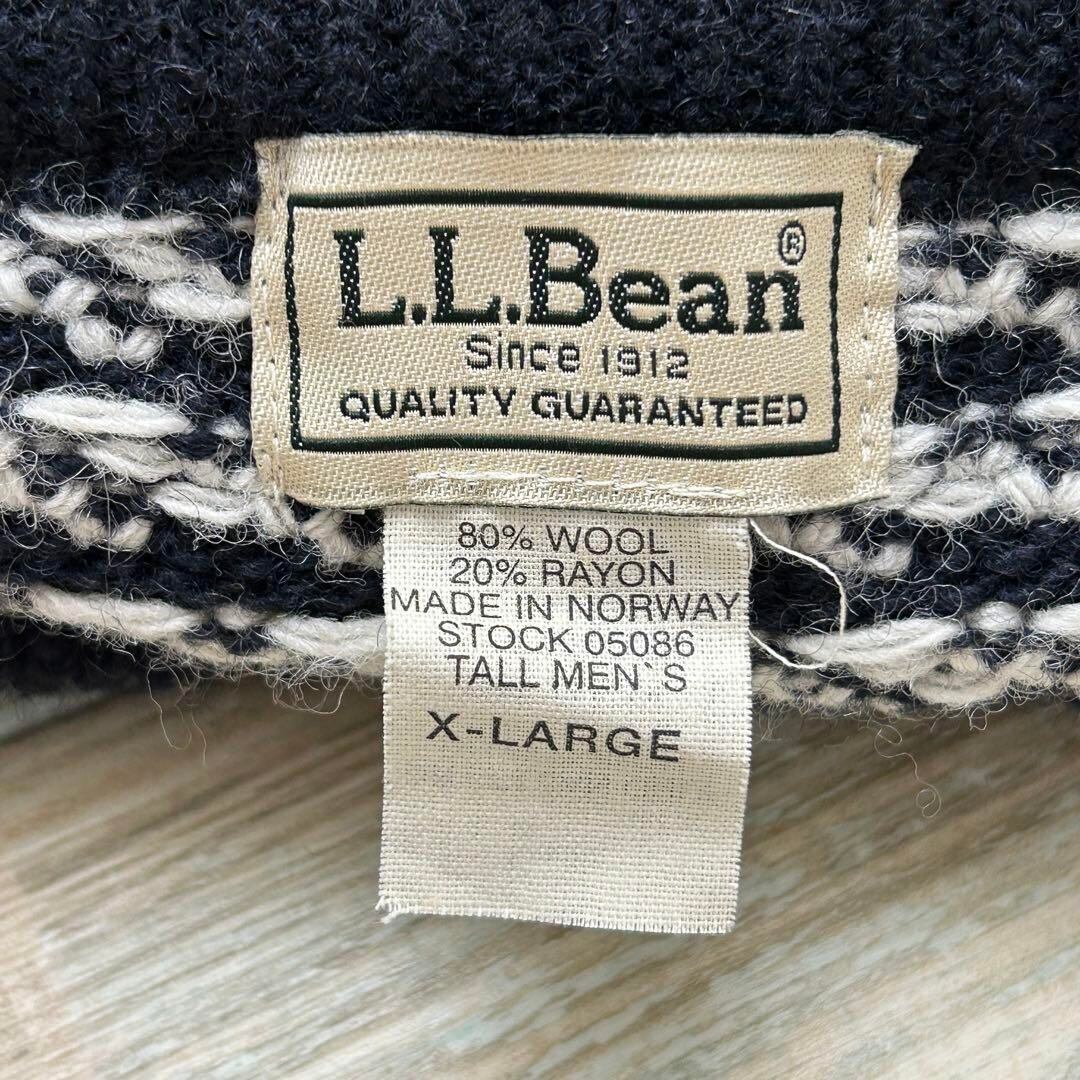 L.L.Bean®
Since 1912
QUALITY GUARANTEED
80% WOOL
20% RAYON
MADE IN NORWAY
STOCK 05086
TALL MEN`S
X-LARGE